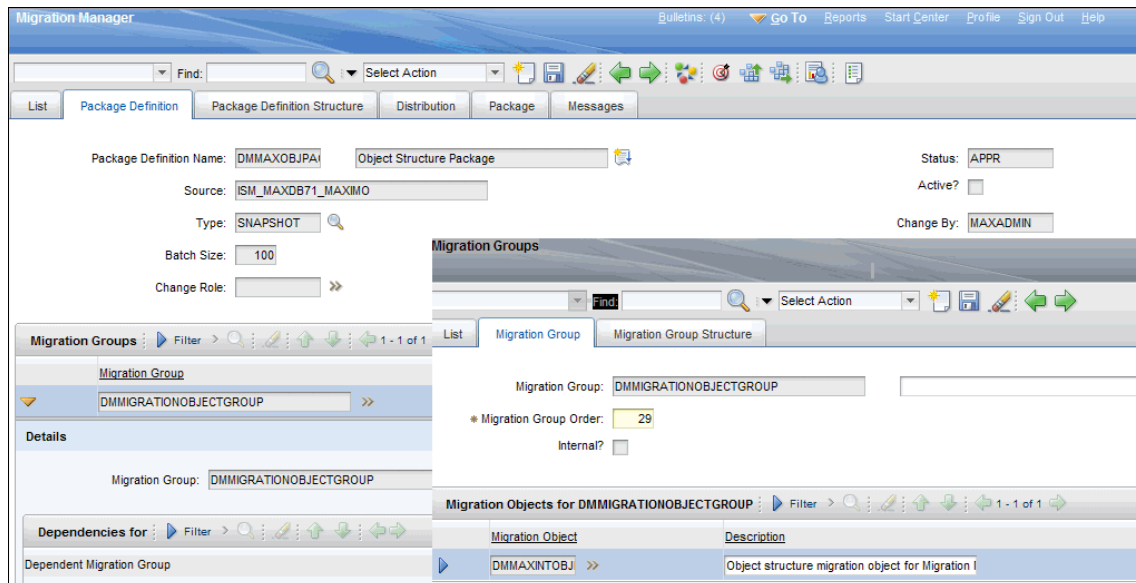 Migration Manager
Bulletins: (4) Go To Reports Start Center Profile Sign Out Help
Find: Select Action
List Package Definition Package Definition Structure Distribution Package Messages
Package Definition Name: DMMAXOBJPA Object Structure Package Status: APPR
Source: ISM_MAXDB71_MAXIMO Active?
Type: SNAPSHOT Change By: MAXADMIN
Batch Size: 100
Change Role: »
Migration Groups Filter > 1 - 1 of 1
Migration Group
DMMIGRATIONOBJECTGROUP »
Details
Migration Group: DMMIGRATIONOBJECTGROUP
Dependencies for Filter >
Dependent Migration Group
Migration Groups
Find: Select Action
List Migration Group Migration Group Structure
Migration Group: DMMIGRATIONOBJECTGROUP
Migration Group Order: 29
Internal?
Migration Objects for DMMIGRATIONOBJECTGROUP Filter > 1 - 1 of 1
Migration Object Description
DMMAXINTOBJ » Object structure migration object for Migration